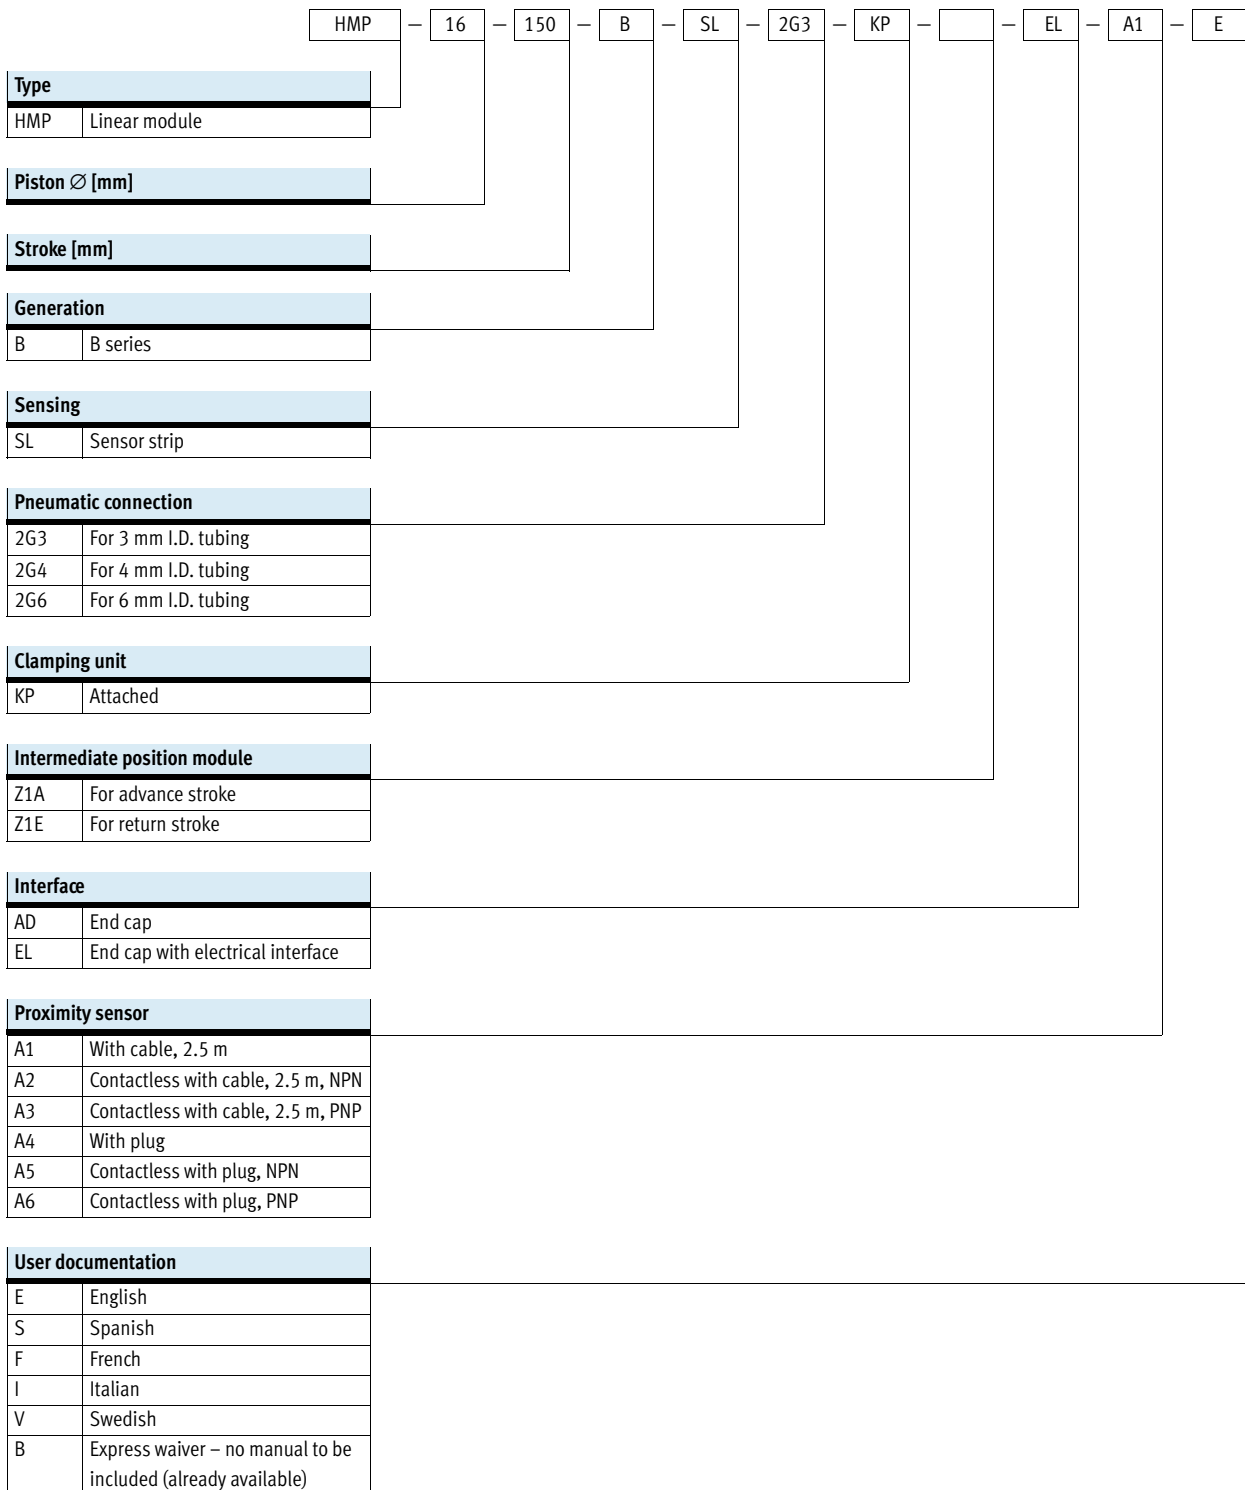 HMP – 16 – 150 – B – SL – 2G3 – KP – – EL – A1 – E
Type
HMP Linear module
Piston ∅ [mm]
Stroke [mm]
Generation
B B series
Sensing
SL Sensor strip
Pneumatic connection
2G3 For 3 mm I.D. tubing
2G4 For 4 mm I.D. tubing
2G6 For 6 mm I.D. tubing
Clamping unit
KP Attached
Intermediate position module
Z1A For advance stroke
Z1E For return stroke
Interface
AD End cap
EL End cap with electrical interface
Proximity sensor
A1 With cable, 2.5 m
A2 Contactless with cable, 2.5 m, NPN
A3 Contactless with cable, 2.5 m, PNP
A4 With plug
A5 Contactless with plug, NPN
A6 Contactless with plug, PNP
User documentation
E English
S Spanish
F French
I Italian
V Swedish
B Express waiver – no manual to be
included (already available)